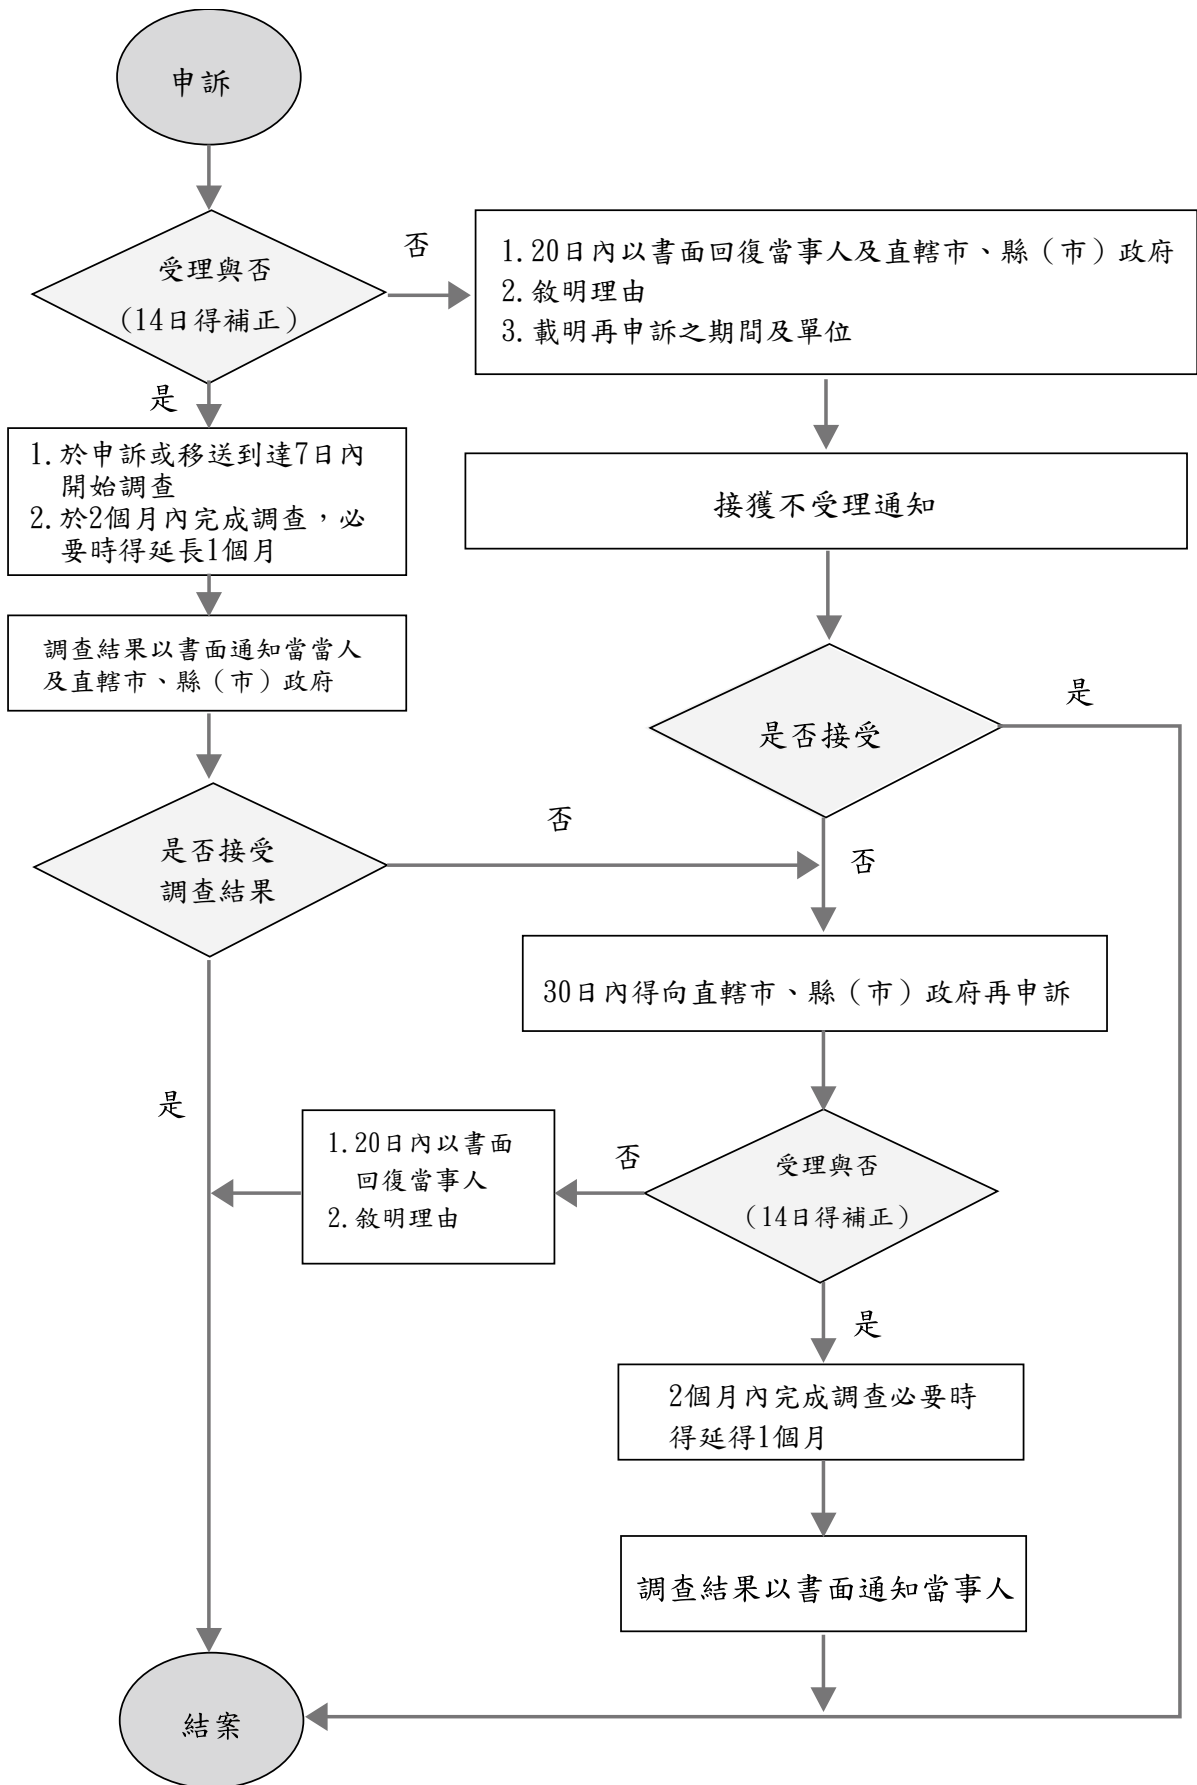 申訴
受理與否
(14日得補正)
否
1.20日內以書面回復當事人及直轄市、縣（市）政府
2.敘明理由
3.載明再申訴之期間及單位
是
1.於申訴或移送到達7日內
開始調查
2.於2個月內完成調查，必
要時得延長1個月
接獲不受理通知
調查結果以書面通知當當人
及直轄市、縣（市）政府
是否接受
是
是否接受
調查結果
否
否
30日內得向直轄市、縣（市）政府再申訴
是
受理與否
（14日得補正）
否
1.20日內以書面
回復當事人
2.敘明理由
是
2個月內完成調查必要時
得延得1個月
調查結果以書面通知當事人
結案